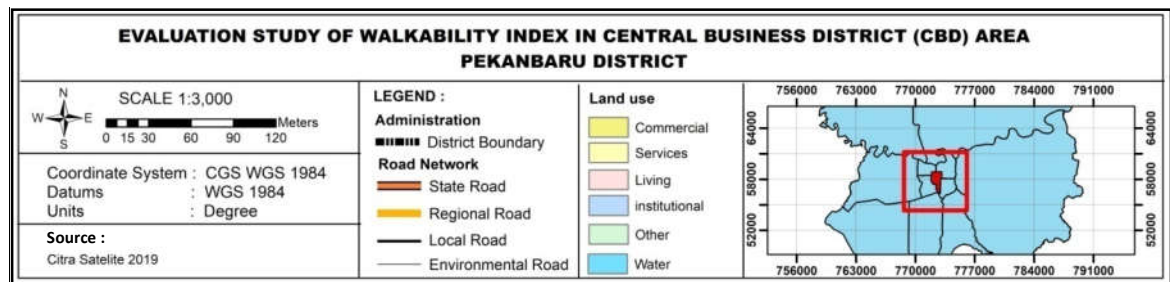 EVALUATION STUDY OF WALKABILITY INDEX IN CENTRAL BUSINESS DISTRICT (CBD) AREA
PEKANBARU DISTRICT
N
W E
S
SCALE 1:3,000
Meters
0 15 30 60 90 120
Coordinate System : CGS WGS 1984
Datums : WGS 1984
Units : Degree
Source :
Citra Satelite 2019
LEGEND :
Administration
District Boundary
Road Network
State Road
Regional Road
Local Road
Environmental Road
Land use
Commercial
Services
Living
institutional
Other
Water
756000 763000 770000 777000 784000 791000
64000 64000
58000 58000
52000 52000
756000 763000 770000 777000 784000 791000